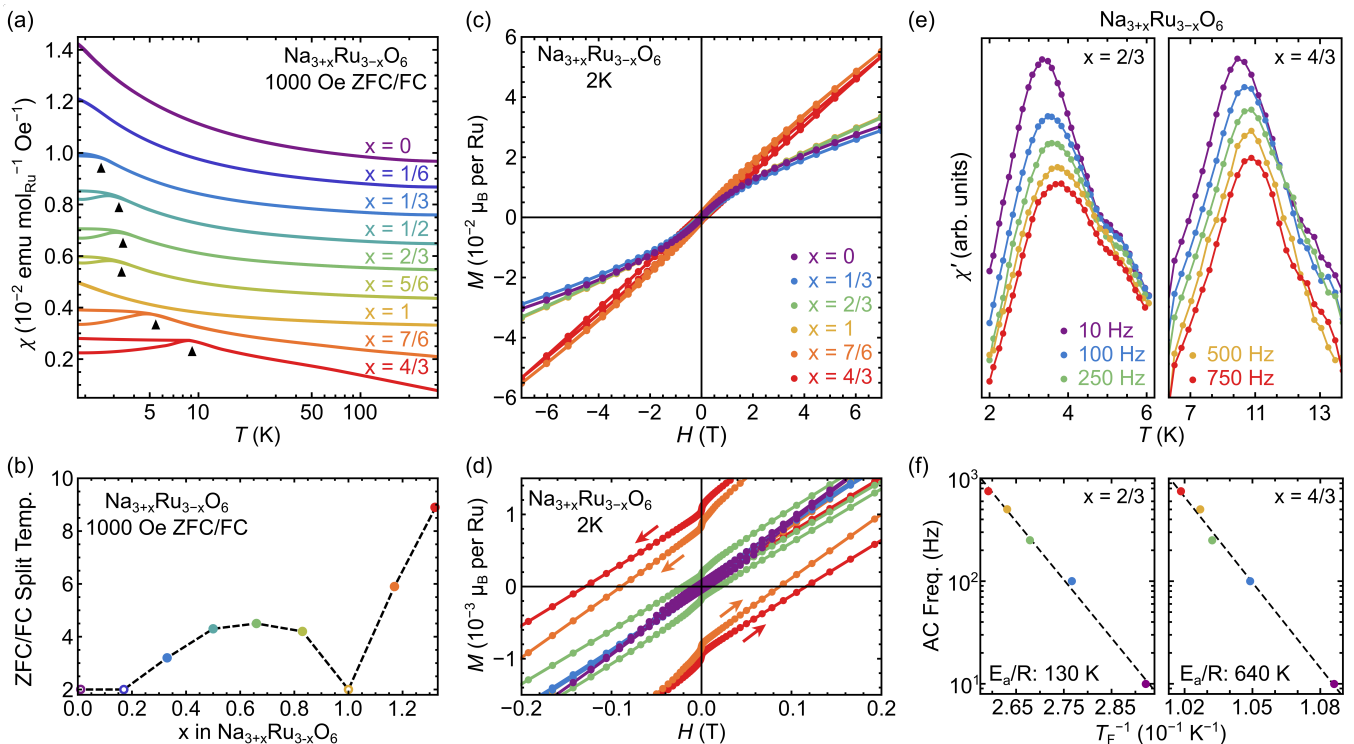 (a)
Na3+xRu3−xO6
1000 Oe ZFC/FC
χ (10−2 emu molRu−1 Oe−1)
1.4
1.2
1.0
0.8
0.6
0.4
0.2
x = 0
x = 1/6
x = 1/3
x = 1/2
x = 2/3
x = 5/6
x = 1
x = 7/6
x = 4/3
5
10
50
100
T (K)
(b)
Na3+xRu3−xO6
1000 Oe ZFC/FC
ZFC/FC Split Temp.
10
8
6
4
2
0.0
0.2
0.4
0.6
0.8
1.0
1.2
x in Na3+xRu3-xO6
(c)
Na3+xRu3−xO6
2K
M (10−2 μB per Ru)
6
4
2
0
−2
−4
−6
x = 0
x = 1/3
x = 2/3
x = 1
x = 7/6
x = 4/3
−6
−4
−2
0
2
4
6
H (T)
(d)
Na3+xRu3−xO6
2K
M (10−3 μB per Ru)
1
0
−1
−0.2
−0.1
0
0.1
0.2
H (T)
(e)
Na3+xRu3−xO6
x = 2/3
x = 4/3
χ′ (arb. units)
10 Hz
100 Hz
250 Hz
500 Hz
750 Hz
2
3
4
5
6
7
9
11
13
T (K)
(f)
x = 2/3
x = 4/3
AC Freq. (Hz)
103
102
101
Ea/R: 130 K
Ea/R: 640 K
2.65
2.75
2.85
1.02
1.05
1.08
TF−1 (10−1 K−1)